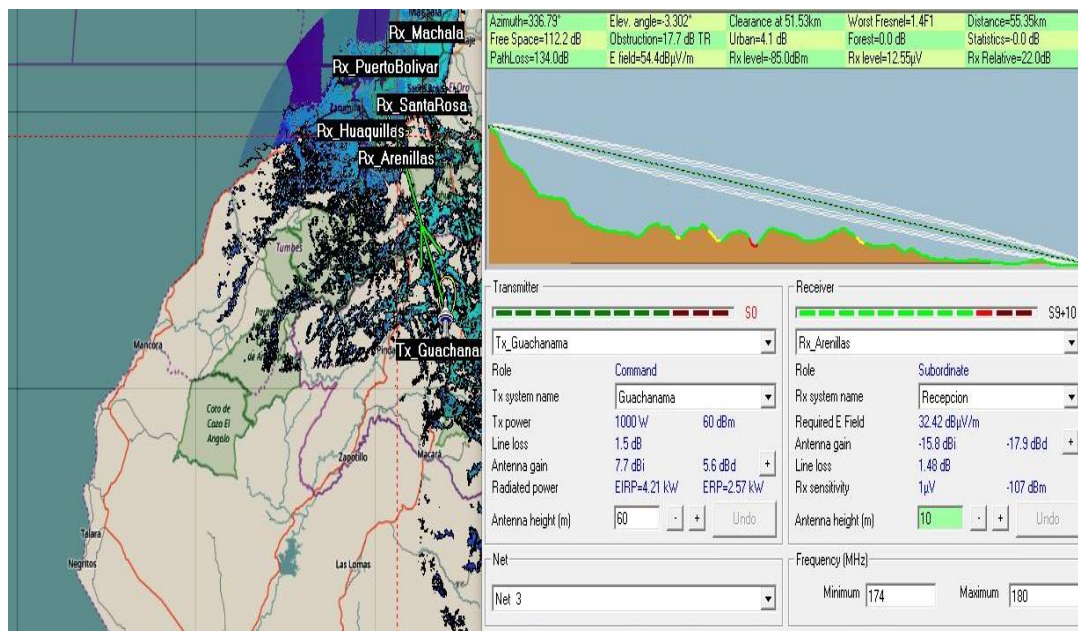 Machala
Rx_Machala
Rx_PuertoBolivar
El Oro
Rx_SantaRosa
Zarumilla
Rx_Huaquillas
Rx_Arenillas
Tumbes
Mancora
Pinda
Tx_Guachanam
Coto de
Caza El
Angolo
Zapotillo
Macará
Talara
Negritos
Las Lomas
Azimuth=336.79° Elev. angle=-3.302° Clearance at 51.53km Worst Fresnel=1.4F1 Distance=55.35km
Free Space=112.2 dB Obstruction=17.7 dB TR Urban=4.1 dB Forest=0.0 dB Statistics=-0.0 dB
PathLoss=134.0dB E field=54.4dBµV/m Rx level=-85.0dBm Rx level=12.55µV Rx Relative=22.0dB
Transmitter
S0
Tx_Guachanama
Role Command
Tx system name Guachanama
Tx power 1000 W 60 dBm
Line loss 1.5 dB
Antenna gain 7.7 dBi 5.6 dBd +
Radiated power EIRP=4.21 kW ERP=2.57 kW
Antenna height (m) 60 - + Undo
Net
Net 3
Receiver
S9+10
Rx_Arenillas
Role Subordinate
Rx system name Recepcion
Required E Field 32.42 dBµV/m
Antenna gain -15.8 dBi -17.9 dBd +
Line loss 1.48 dB
Rx sensitivity 1µV -107 dBm
Antenna height (m) 10 - + Undo
Frequency (MHz)
Minimum 174 Maximum 180